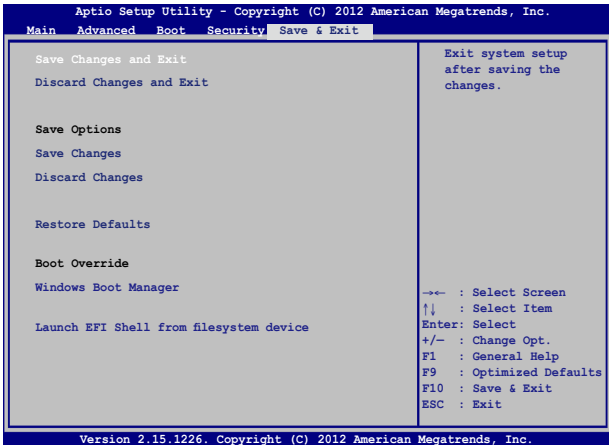 Aptio Setup Utility - Copyright (C) 2012 American Megatrends, Inc.
Main Advanced Boot Security Save & Exit
Save Changes and Exit
Discard Changes and Exit
Save Options
Save Changes
Discard Changes
Restore Defaults
Boot Override
Windows Boot Manager
Launch EFI Shell from filesystem device
Exit system setup
after saving the
changes.
→← : Select Screen
↑↓ : Select Item
Enter: Select
+/— : Change Opt.
F1 : General Help
F9 : Optimized Defaults
F10 : Save & Exit
ESC : Exit
Version 2.15.1226. Copyright (C) 2012 American Megatrends, Inc.